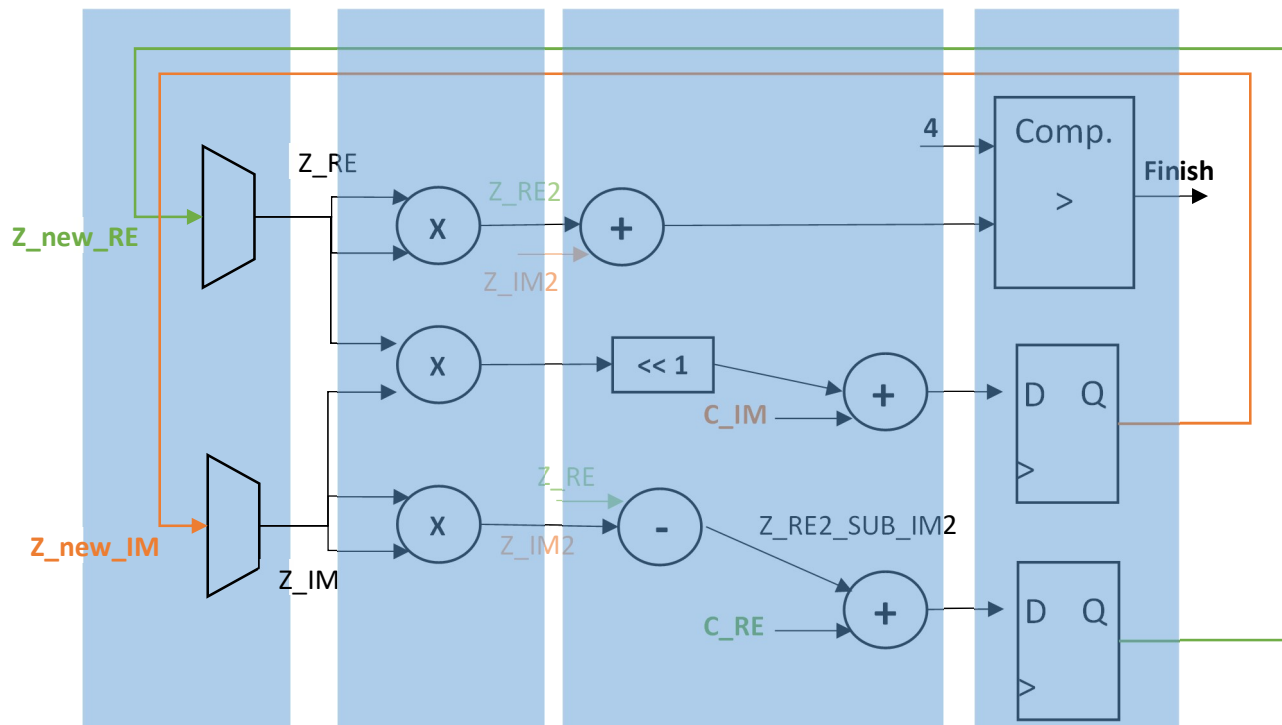 4
Comp.
>
Finish
Z_RE
Z_RE2
x
+
Z_new_RE
Z_IM2
x
<< 1
+
D Q
>
C_IM
Z_RE
x
-
Z_RE2_SUB_IM2
Z_new_IM
Z_IM2
Z_IM
+
D Q
>
C_RE